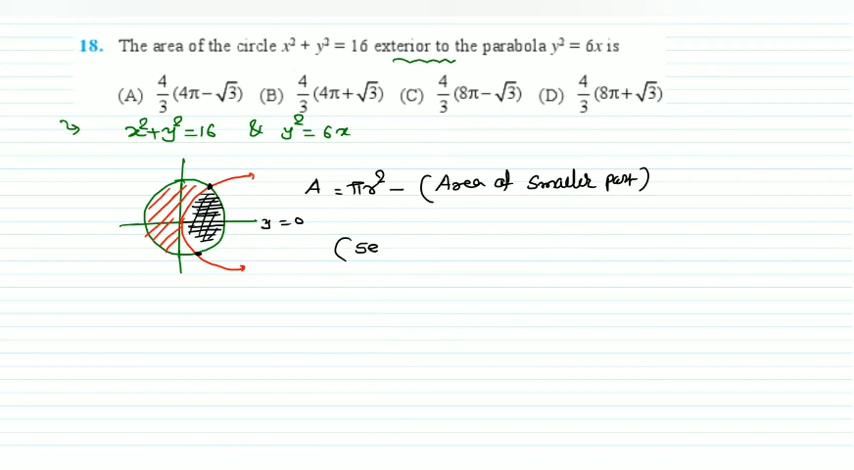 18. The area of the circle x² + y² = 16 exterior to the parabola y² = 6x is
(A) 4/3 (4π − √3) (B) 4/3 (4π + √3) (C) 4/3 (8π − √3) (D) 4/3 (8π + √3)
x² + y² = 16 & y² = 6x
A = πr² − (Area of smaller part)
y = 0
(se